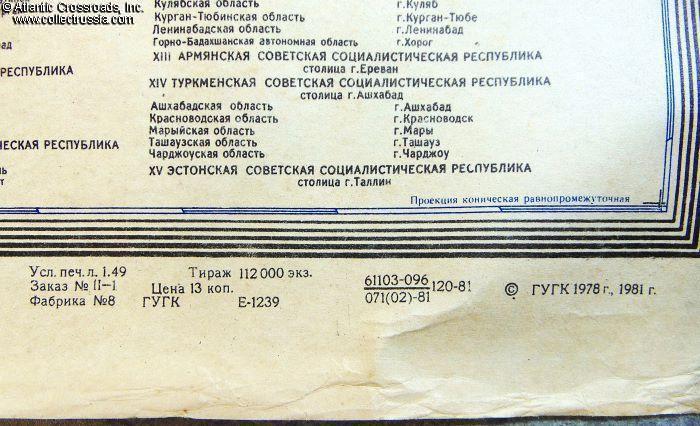 © Atlantic Crossroads, Inc.
www.collectrussia.com
Кулябская область г.Куляб
Курган-Тюбинская область г.Курган-Тюбе
Ленинабадская область г.Ленинабад
Горно-Бадахшанская автономная область г.Хорог
XIII АРМЯНСКАЯ СОВЕТСКАЯ СОЦИАЛИСТИЧЕСКАЯ РЕСПУБЛИКА
столица г.Ереван
РЕСПУБЛИКА
XIV ТУРКМЕНСКАЯ СОВЕТСКАЯ СОЦИАЛИСТИЧЕСКАЯ РЕСПУБЛИКА
столица г.Ашхабад
Ашхабадская область г.Ашхабад
Красноводская область г.Красноводск
Марыйская область г.Мары
ЧЕСКАЯ РЕСПУБЛИКА
Ташаузская область г.Ташауз
Чарджоуская область г.Чарджоу
XV ЭСТОНСКАЯ СОВЕТСКАЯ СОЦИАЛИСТИЧЕСКАЯ РЕСПУБЛИКА
столица г.Таллин
Проекция коническая равнопромежуточная
Усл. печ. л. 1.49 Тираж 112 000 экз.
Заказ № II—1 Цена 13 коп.
Фабрика №8 ГУГК Е-1239
61103-096
071(02)-81
120-81
© ГУГК 1978 г., 1981 г.